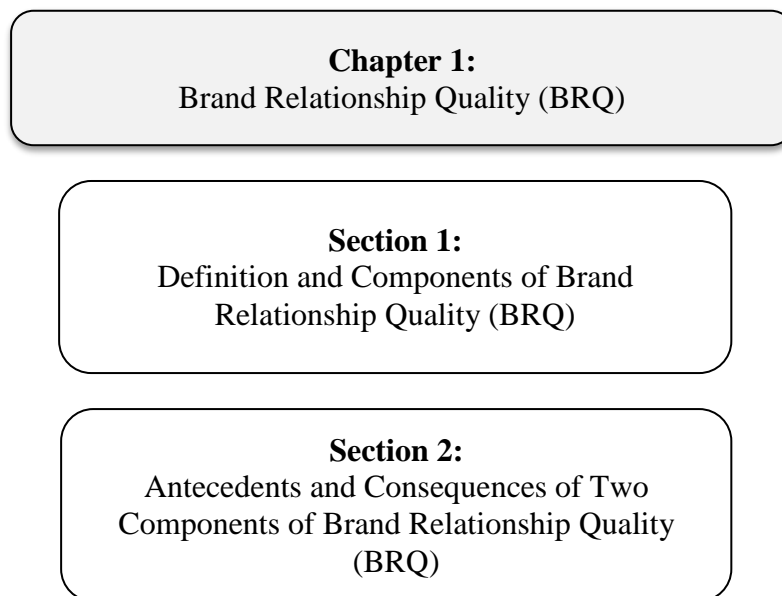 Chapter 1:
Brand Relationship Quality (BRQ)
Section 1:
Definition and Components of Brand
Relationship Quality (BRQ)
Section 2:
Antecedents and Consequences of Two
Components of Brand Relationship Quality
(BRQ)